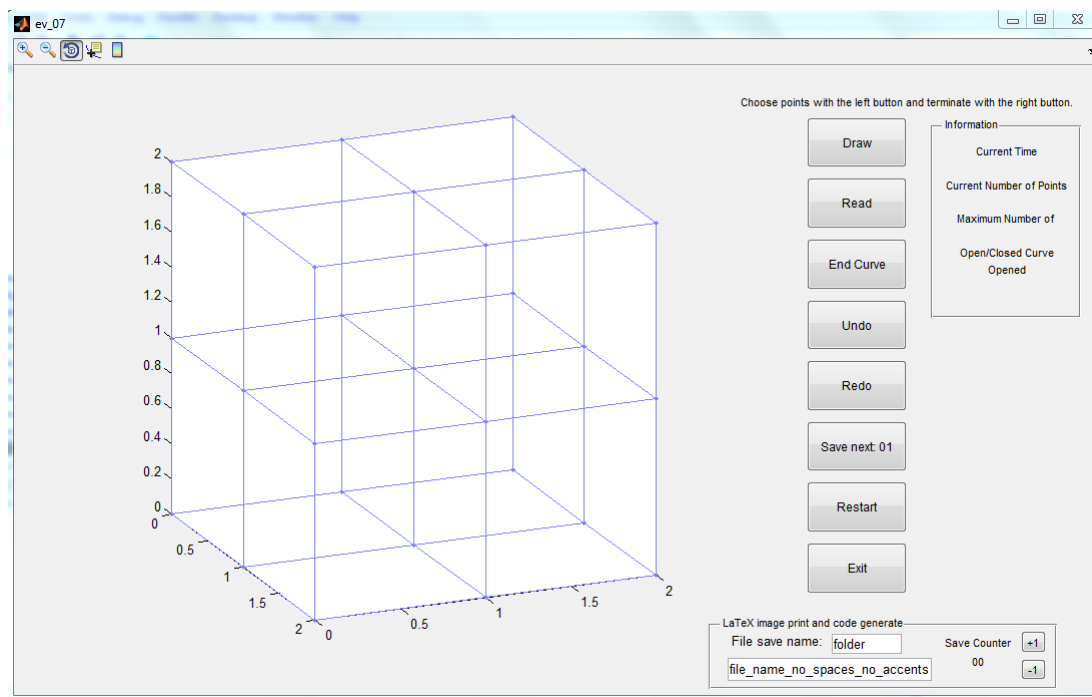 ev_07
Choose points with the left button and terminate with the right button.
Draw
Information
Current Time
Read
Current Number of Points
Maximum Number of
End Curve
Open/Closed Curve
Opened
Undo
Redo
Save next: 01
Restart
Exit
2
1.8
1.6
1.4
1.2
1
0.8
0.6
0.4
0.2
0
0
0.5
1
1.5
2
0
0.5
1
1.5
2
LaTeX image print and code generate
File save name:
folder
Save Counter
+1
file_name_no_spaces_no_accents
00
-1